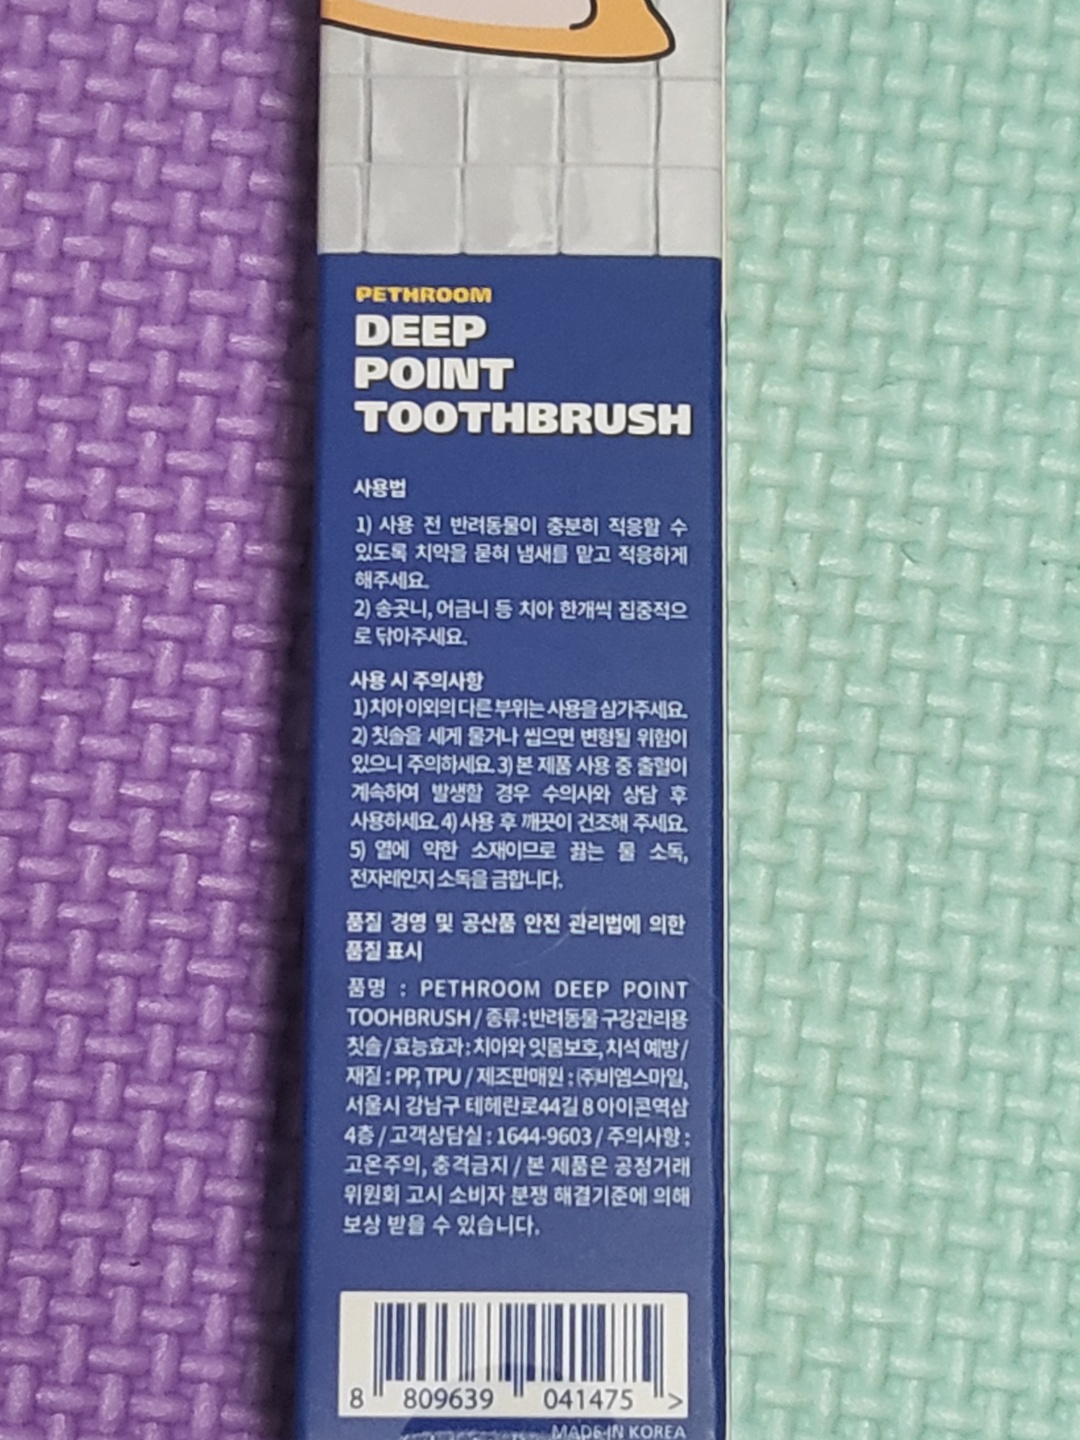 PETHROOM
DEEP
POINT
TOOTHBRUSH
사용법
1) 사용 전 반려동물이 충분히 적응할 수
있도록 치약을 묻혀 냄새를 맡고 적응하게
해주세요.
2) 송곳니, 어금니 등 치아 한개씩 집중적으
로 닦아주세요.
사용 시 주의사항
1) 치아 이외의 다른 부위는 사용을 삼가주세요.
2) 칫솔을 세게 물거나 씹으면 변형될 위험이
있으니 주의하세요. 3) 본 제품 사용 중 출혈이
계속하여 발생할 경우 수의사와 상담 후
사용하세요. 4) 사용 후 깨끗이 건조해 주세요.
5) 열에 약한 소재이므로 끓는 물 소독,
전자레인지 소독을 금합니다.
품질 경영 및 공산품 안전 관리법에 의한
품질 표시
품명 : PETHROOM DEEP POINT
TOOHBRUSH / 종류:반려동물 구강관리용
칫솔 / 효능효과 : 치아와 잇몸보호, 치석 예방 /
재질 : PP, TPU / 제조판매원 : ㈜비엠스마일,
서울시 강남구 테헤란로44길 8 아이콘역삼
4층 / 고객상담실 : 1644-9603 / 주의사항 :
고온주의, 충격금지 / 본 제품은 공정거래
위원회 고시 소비자 분쟁 해결기준에 의해
보상 받을 수 있습니다.
8 809639 041475 >
MADE IN KOREA